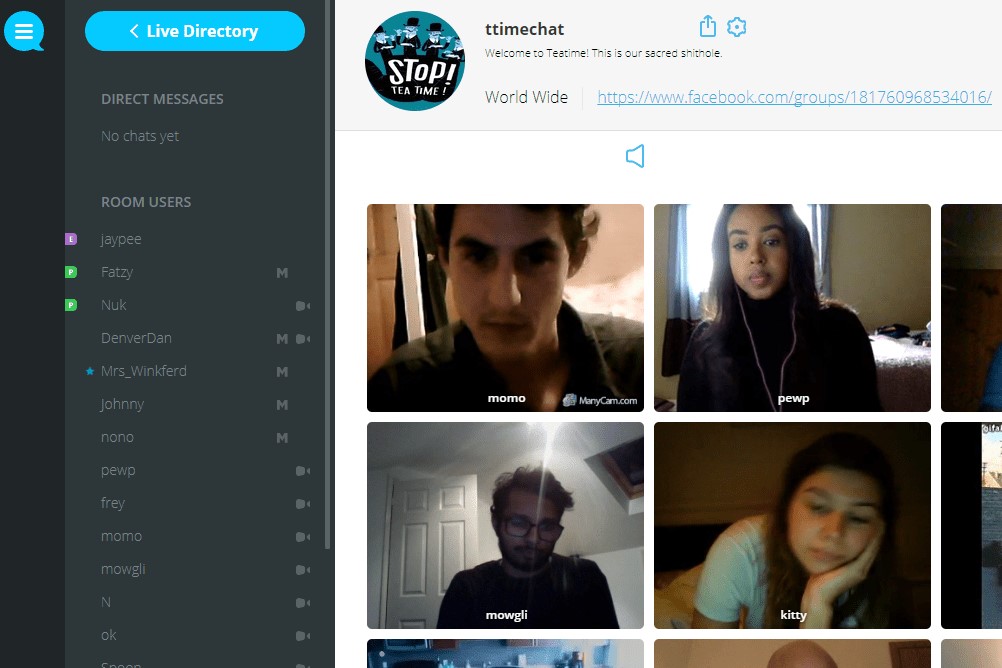 Live Directory
DIRECT MESSAGES
No chats yet
ROOM USERS
E jaypee
P Fatzy M
P Nuk
DenverDan M
Mrs_Winkferd M
Johnny M
nono M
pewp
frey
momo
mowgli
N
ok
Spoon
STOP!
TEA TIME!
ttimechat
Welcome to Teatime! This is our sacred shithole.
World Wide https://www.facebook.com/groups/181760968534016/
momo
ManyCam.com
pewp
mowgli
kitty